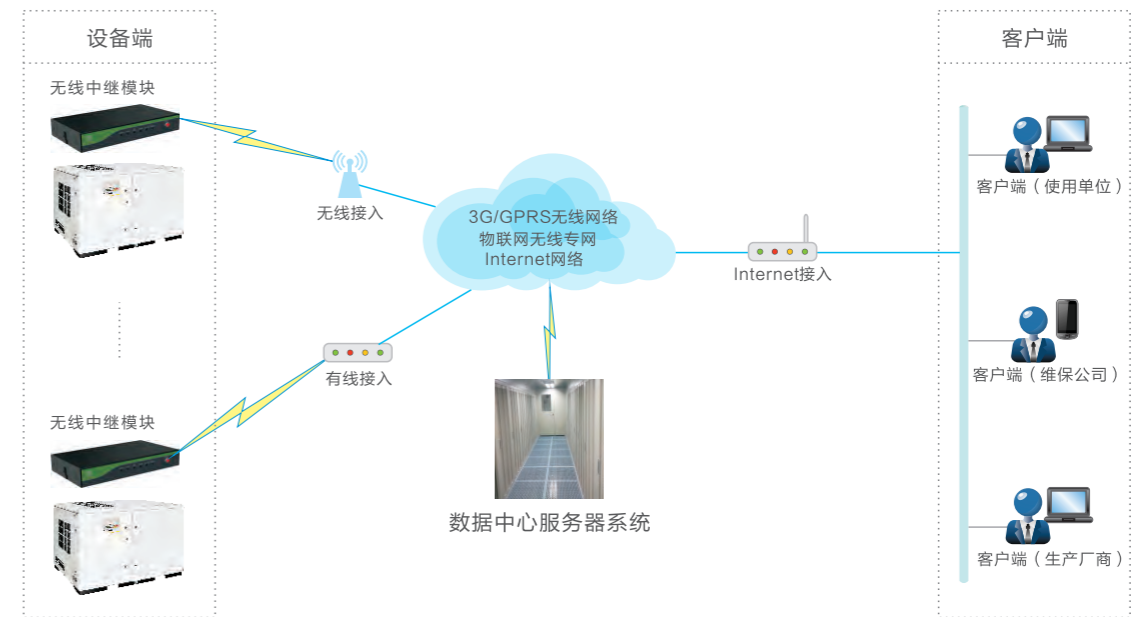 设备端
无线中继模块
无线接入
3G/GPRS无线网络
物联网无线专网
Internet网络
有线接入
无线中继模块
数据中心服务器系统
Internet接入
客户端
客户端（使用单位）
客户端（维保公司）
客户端（生产厂商）